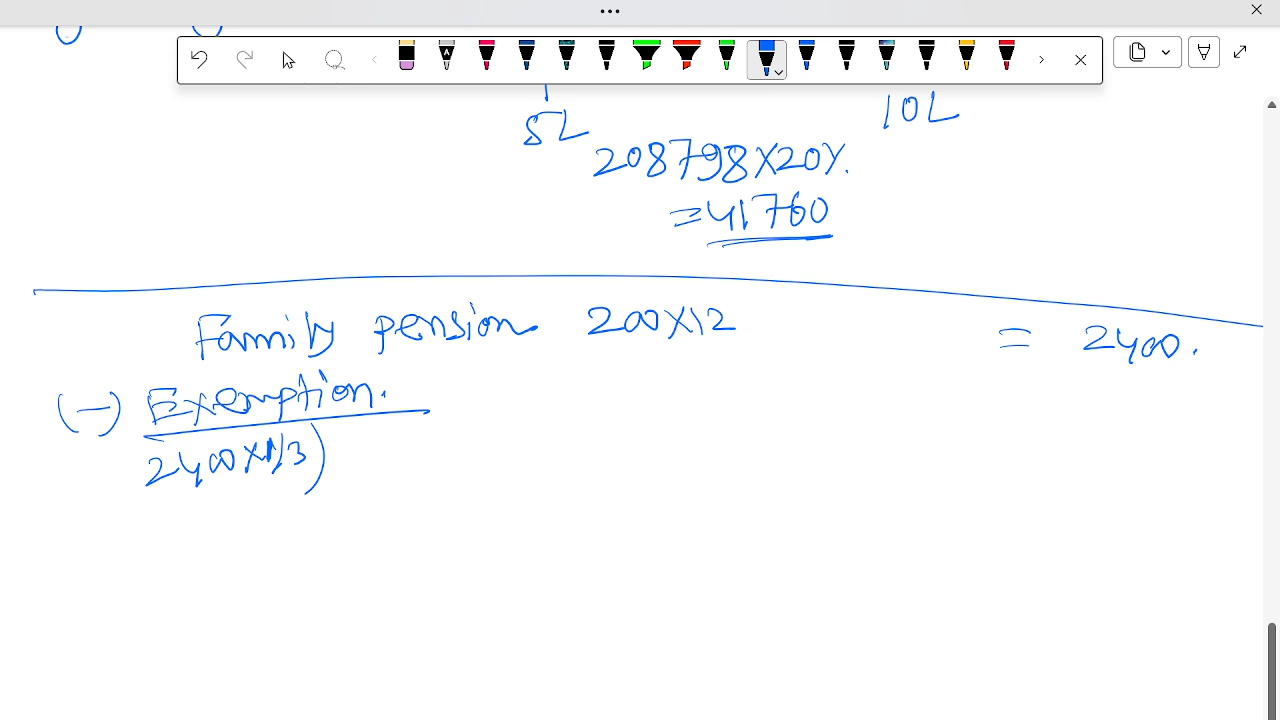 5L
10L
208798X20%.
=41760
Family pension 200X12 = 2400.
(-) Exemption.
2400X1/3)